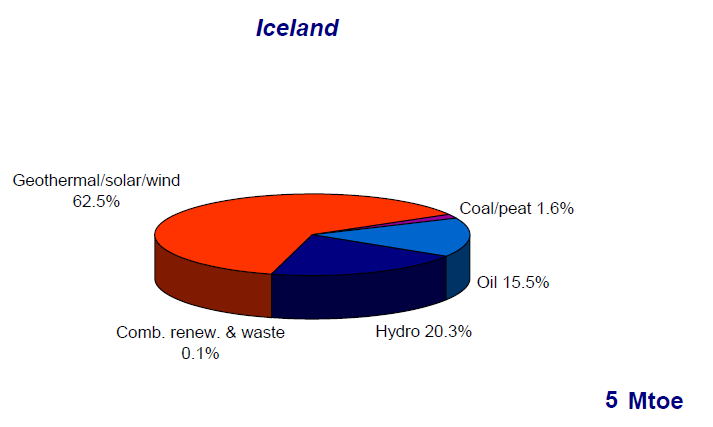 Iceland
Geothermal/solar/wind
62.5%
Coal/peat 1.6%
Oil 15.5%
Hydro 20.3%
Comb. renew. & waste
0.1%
5 Mtoe